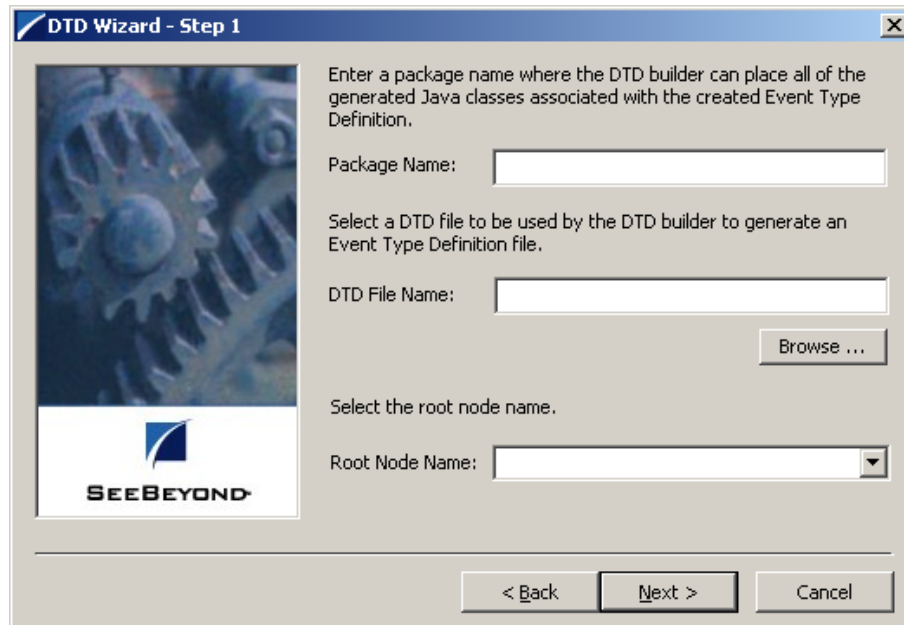 DTD Wizard - Step 1
Enter a package name where the DTD builder can place all of the
generated Java classes associated with the created Event Type
Definition.
Package Name:
Select a DTD file to be used by the DTD builder to generate an
Event Type Definition file.
DTD File Name:
Browse ...
Select the root node name.
Root Node Name:
SEEBEYOND
< Back
Next >
Cancel